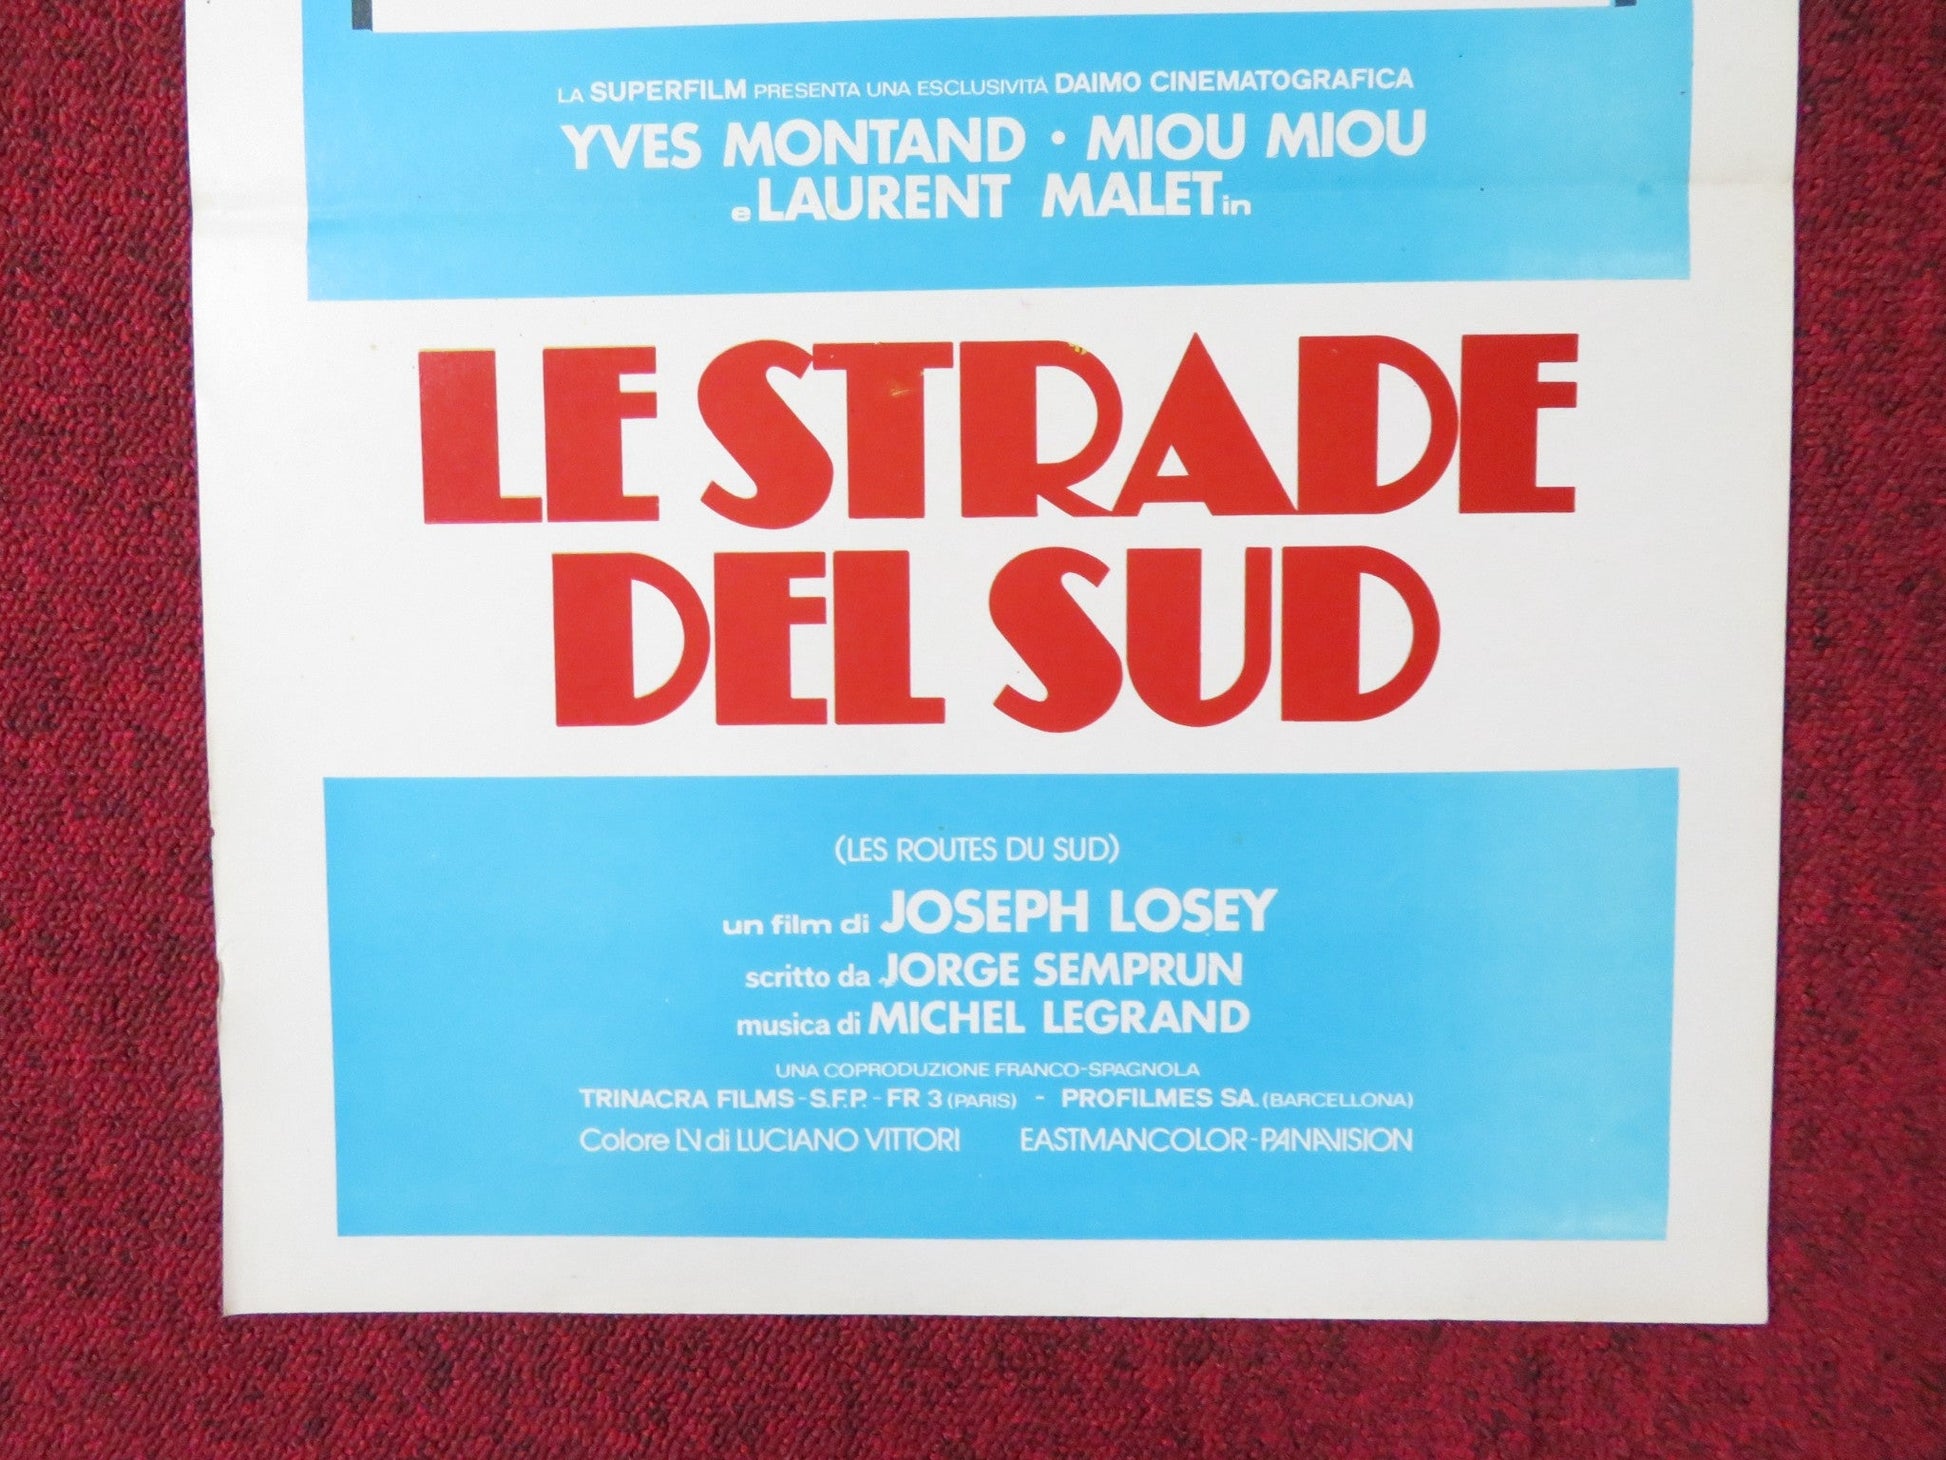 LA SUPERFILM PRESENTA UNA ESCLUSIVITÀ DAIMO CINEMATOGRAFICA
YVES MONTAND • MIOU MIOU
e LAURENT MALET in
LE STRADE
DEL SUD
(LES ROUTES DU SUD)
un film di JOSEPH LOSEY
scritto da JORGE SEMPRUN
musica di MICHEL LEGRAND
UNA COPRODUZIONE FRANCO-SPAGNOLA
TRINACRA FILMS - S.F.P. - FR 3 (PARIS) - PROFILMES SA. (BARCELLONA)
Colore LV di LUCIANO VITTORI EASTMANCOLOR-PANAVISION